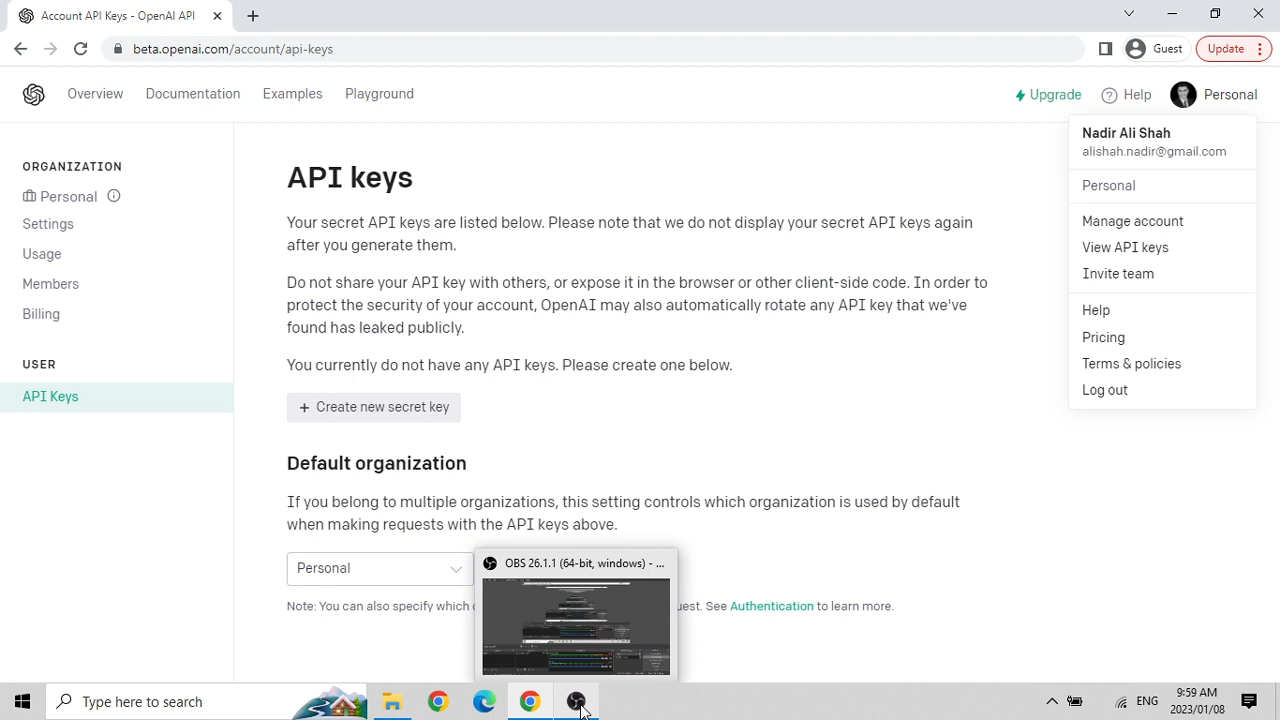 Account API Keys - OpenAI API
beta.openai.com/account/api-keys
Guest
Update
Overview
Documentation
Examples
Playground
Upgrade
Help
Personal
Nadir Ali Shah
alishah.nadir@gmail.com
Personal
Manage account
View API keys
Invite team
Help
Pricing
Terms & policies
Log out
ORGANIZATION
Personal
Settings
Usage
Members
Billing
USER
API Keys
API keys
Your secret API keys are listed below. Please note that we do not display your secret API keys again
after you generate them.
Do not share your API key with others, or expose it in the browser or other client-side code. In order to
protect the security of your account, OpenAI may also automatically rotate any API key that we've
found has leaked publicly.
You currently do not have any API keys. Please create one below.
+ Create new secret key
Default organization
If you belong to multiple organizations, this setting controls which organization is used by default
when making requests with the API keys above.
Personal
OBS 26.1.1 (64-bit, windows) - ...
you can also specify which
See Authentication to learn more.
Type here to search
ENG
9:59 AM
2023/01/08